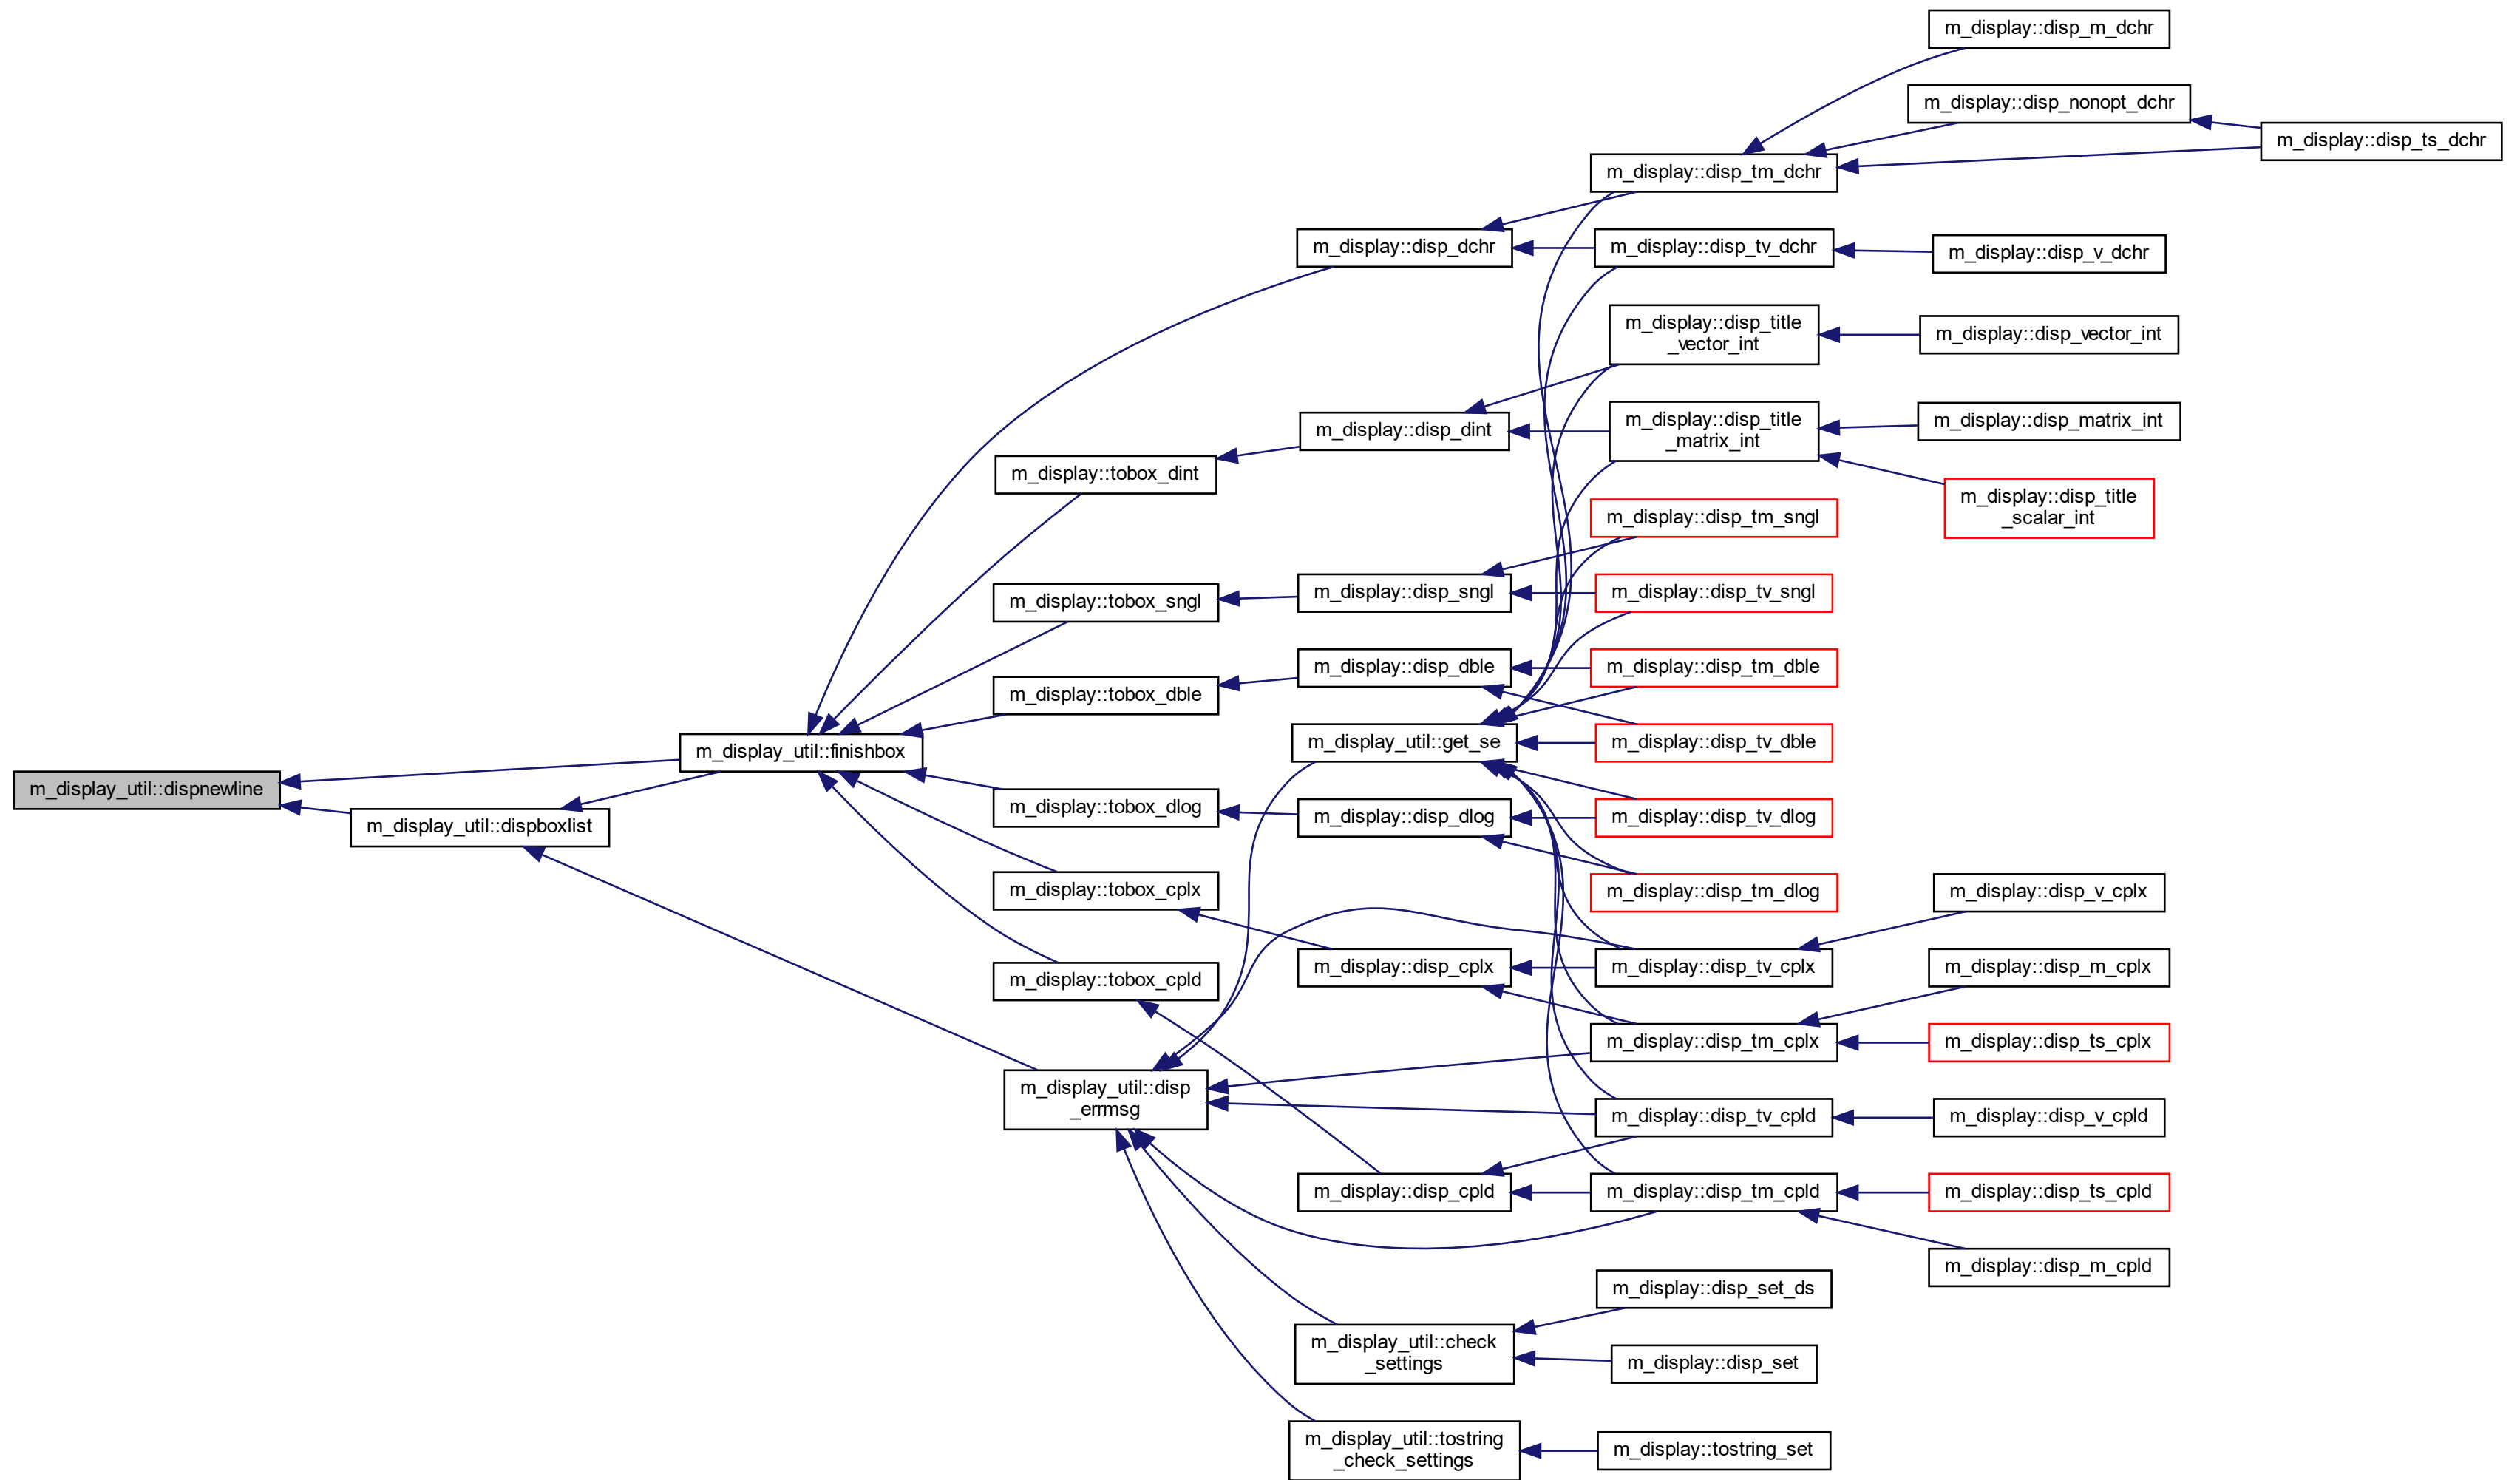 m_display_util::dispnewline
m_display_util::finishbox
m_display_util::dispboxlist
m_display::tobox_dint
m_display::tobox_sngl
m_display::tobox_dble
m_display::tobox_dlog
m_display::tobox_cplx
m_display::tobox_cpld
m_display_util::disp
_errmsg
m_display::disp_dchr
m_display::disp_dint
m_display::disp_sngl
m_display::disp_dble
m_display_util::get_se
m_display::disp_dlog
m_display::disp_cplx
m_display::disp_cpld
m_display_util::check
_settings
m_display_util::tostring
_check_settings
m_display::disp_tm_dchr
m_display::disp_tv_dchr
m_display::disp_title
_vector_int
m_display::disp_title
_matrix_int
m_display::disp_tm_sngl
m_display::disp_tv_sngl
m_display::disp_tm_dble
m_display::disp_tv_dble
m_display::disp_tv_dlog
m_display::disp_tm_dlog
m_display::disp_tv_cplx
m_display::disp_tm_cplx
m_display::disp_tv_cpld
m_display::disp_tm_cpld
m_display::disp_set_ds
m_display::disp_set
m_display::tostring_set
m_display::disp_m_dchr
m_display::disp_nonopt_dchr
m_display::disp_v_dchr
m_display::disp_vector_int
m_display::disp_matrix_int
m_display::disp_title
_scalar_int
m_display::disp_v_cplx
m_display::disp_m_cplx
m_display::disp_ts_cplx
m_display::disp_v_cpld
m_display::disp_ts_cpld
m_display::disp_m_cpld
m_display::disp_ts_dchr